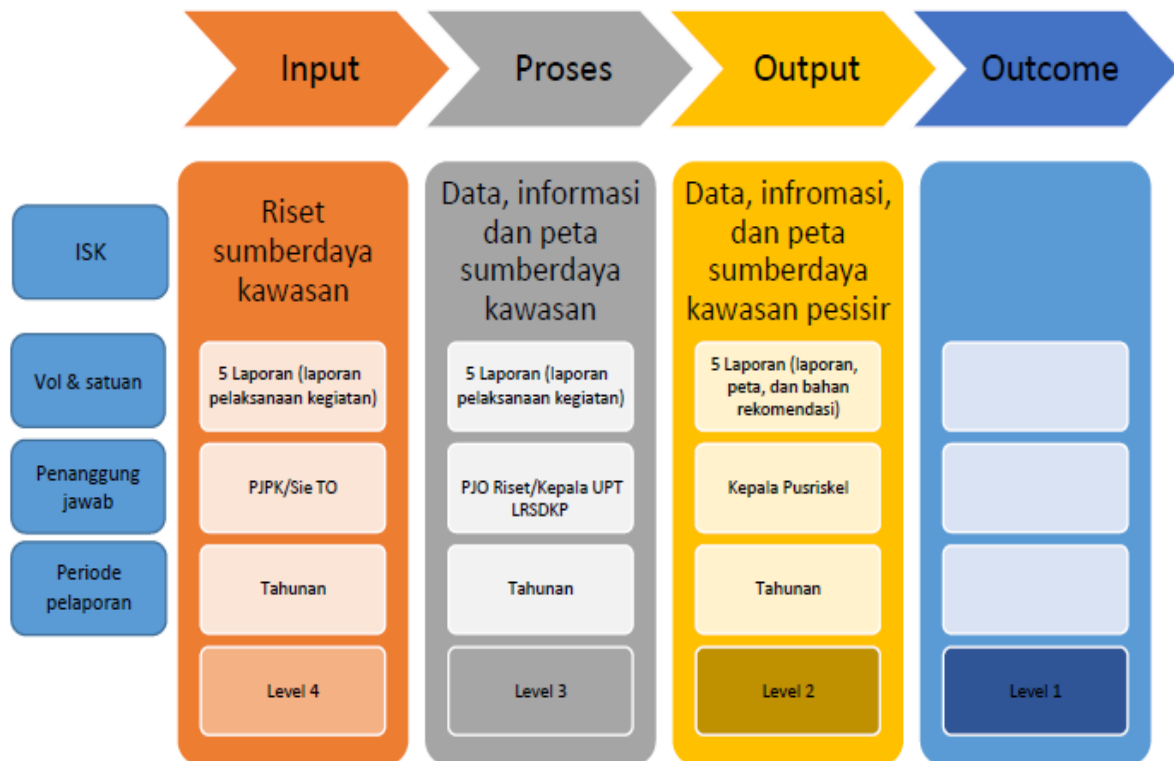 Input
Proses
Output
Outcome
ISK
Riset
sumberdaya
kawasan
Data, informasi
dan peta
sumberdaya
kawasan
Data, infromasi,
dan peta
sumberdaya
kawasan pesisir
Vol & satuan
5 Laporan (laporan
pelaksanaan kegiatan)
5 Laporan (laporan
pelaksanaan kegiatan)
5 Laporan (laporan,
peta, dan bahan
rekomendasi)
Penanggung
jawab
PJPK/Sie TO
PJO Riset/Kepala UPT
LRSDKP
Kepala Pusriskel
Periode
pelaporan
Tahunan
Tahunan
Tahunan
Level 4
Level 3
Level 2
Level 1